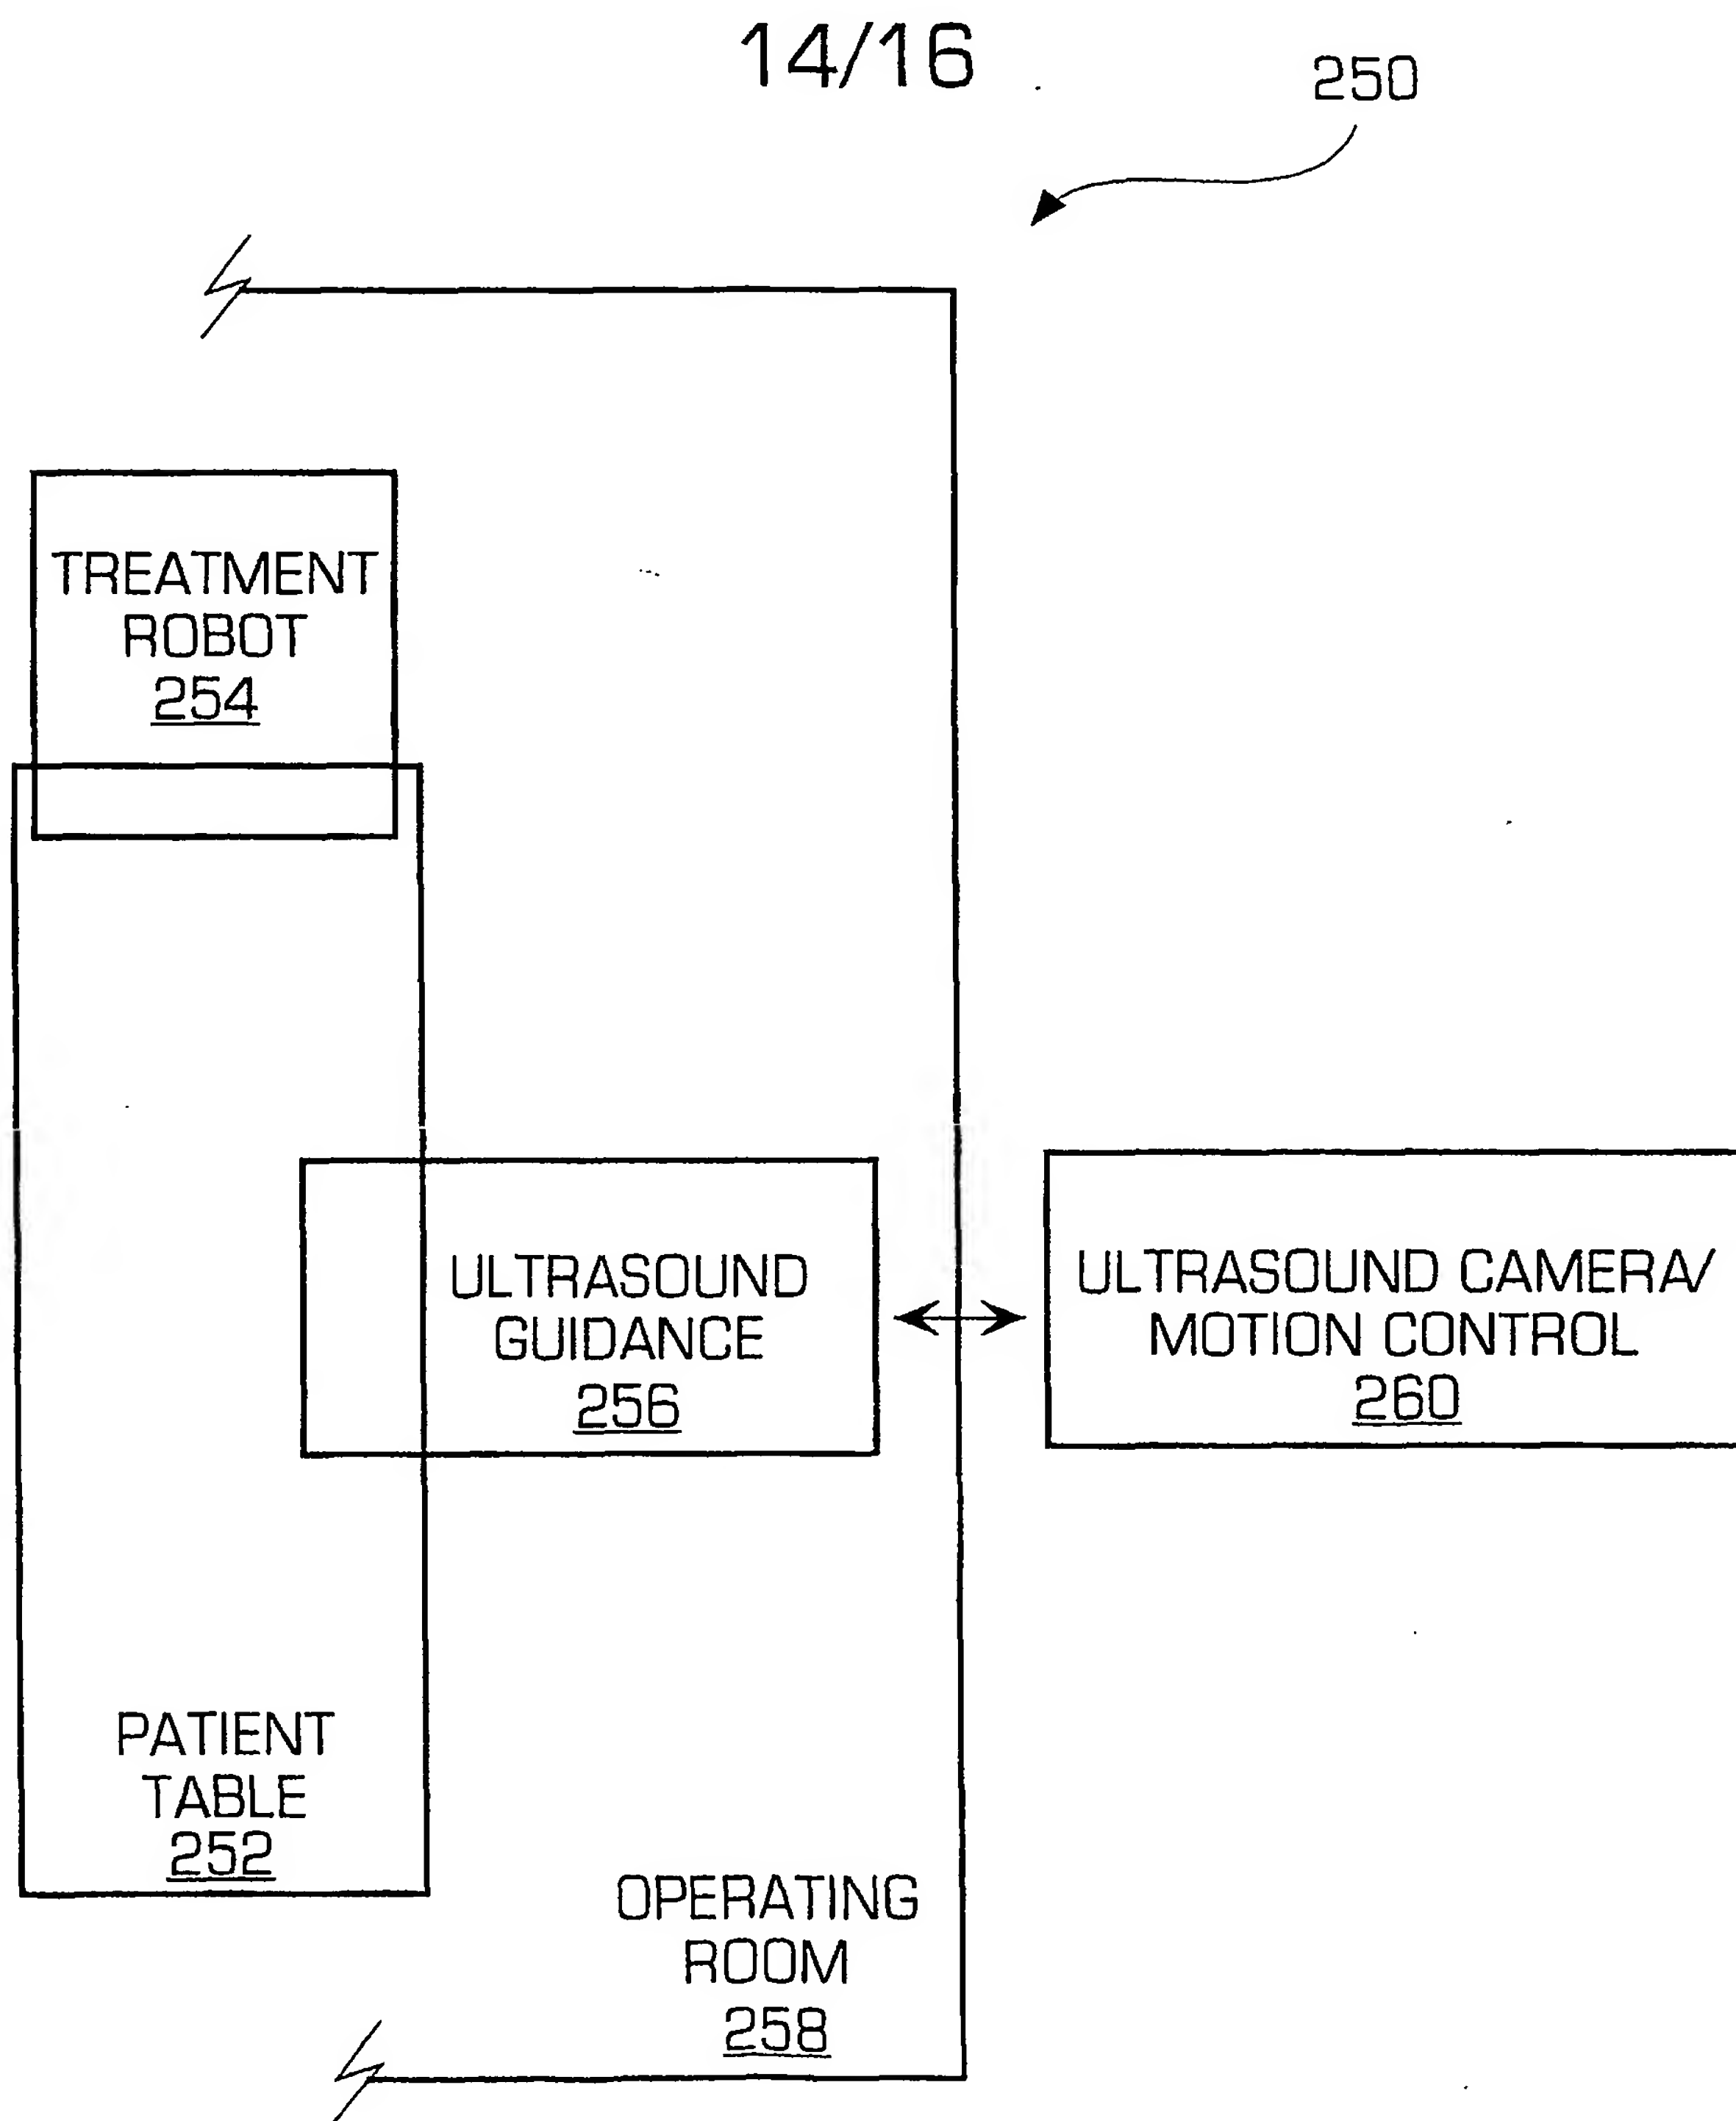 14/16
250
TREATMENT
ROBOT
254
ULTRASOUND
GUIDANCE
256
ULTRASOUND CAMERA/
MOTION CONTROL
260
PATIENT
TABLE
252
OPERATING
ROOM
258